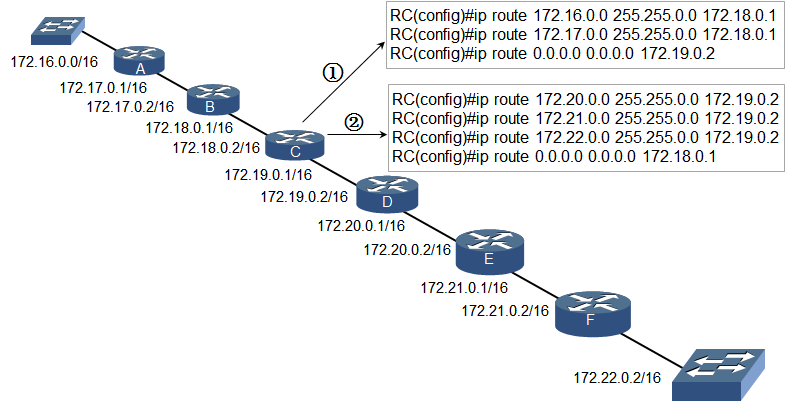 RC(config)#ip route 172.16.0.0 255.255.0.0 172.18.0.1
RC(config)#ip route 172.17.0.0 255.255.0.0 172.18.0.1
RC(config)#ip route 0.0.0.0 0.0.0.0 172.19.0.2
172.16.0.0/16
A
①
172.17.0.1/16
172.17.0.2/16
B
RC(config)#ip route 172.20.0.0 255.255.0.0 172.19.0.2
RC(config)#ip route 172.21.0.0 255.255.0.0 172.19.0.2
RC(config)#ip route 172.22.0.0 255.255.0.0 172.19.0.2
RC(config)#ip route 0.0.0.0 0.0.0.0 172.18.0.1
②
172.18.0.1/16
172.18.0.2/16
C
172.19.0.1/16
172.19.0.2/16
D
172.20.0.1/16
172.20.0.2/16
E
172.21.0.1/16
172.21.0.2/16
F
172.22.0.2/16